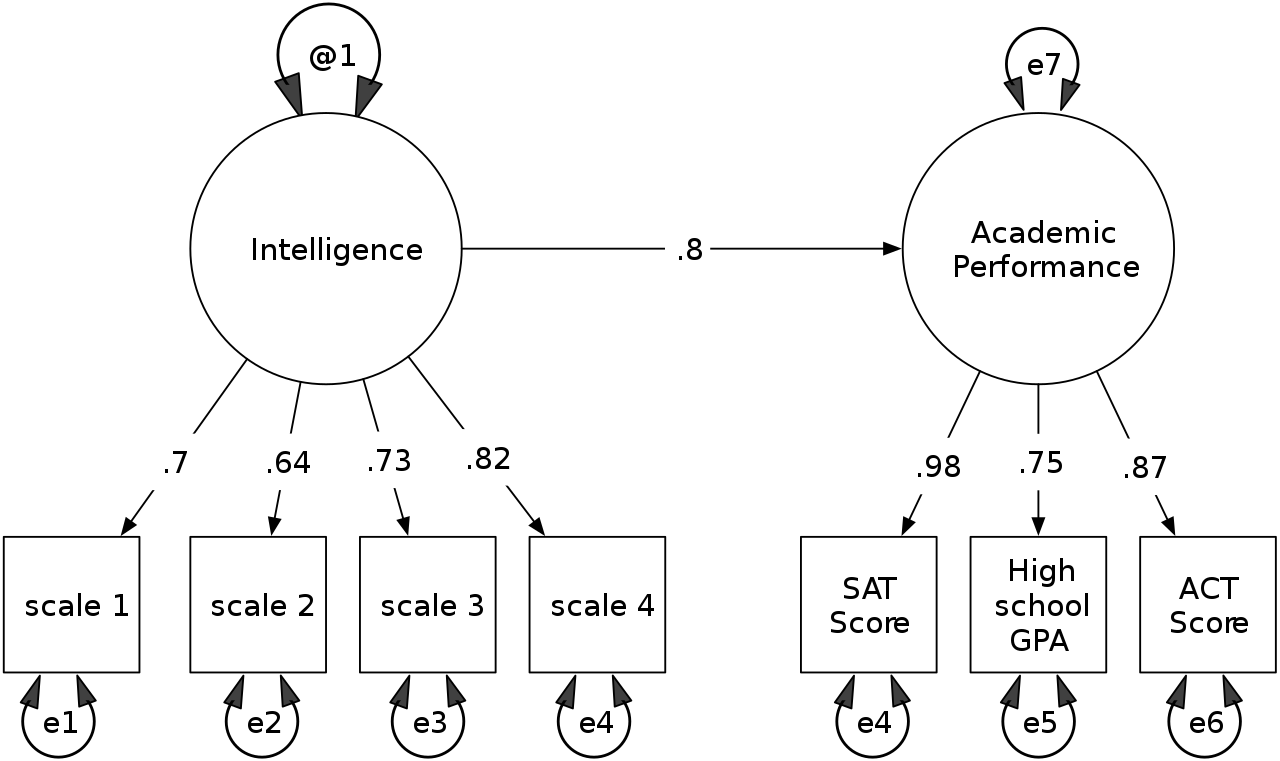 @1
e7
Intelligence
.8
Academic
Performance
.7
.64
.73
.82
.98
.75
.87
scale 1
scale 2
scale 3
scale 4
SAT
Score
High
school
GPA
ACT
Score
e1
e2
e3
e4
e4
e5
e6